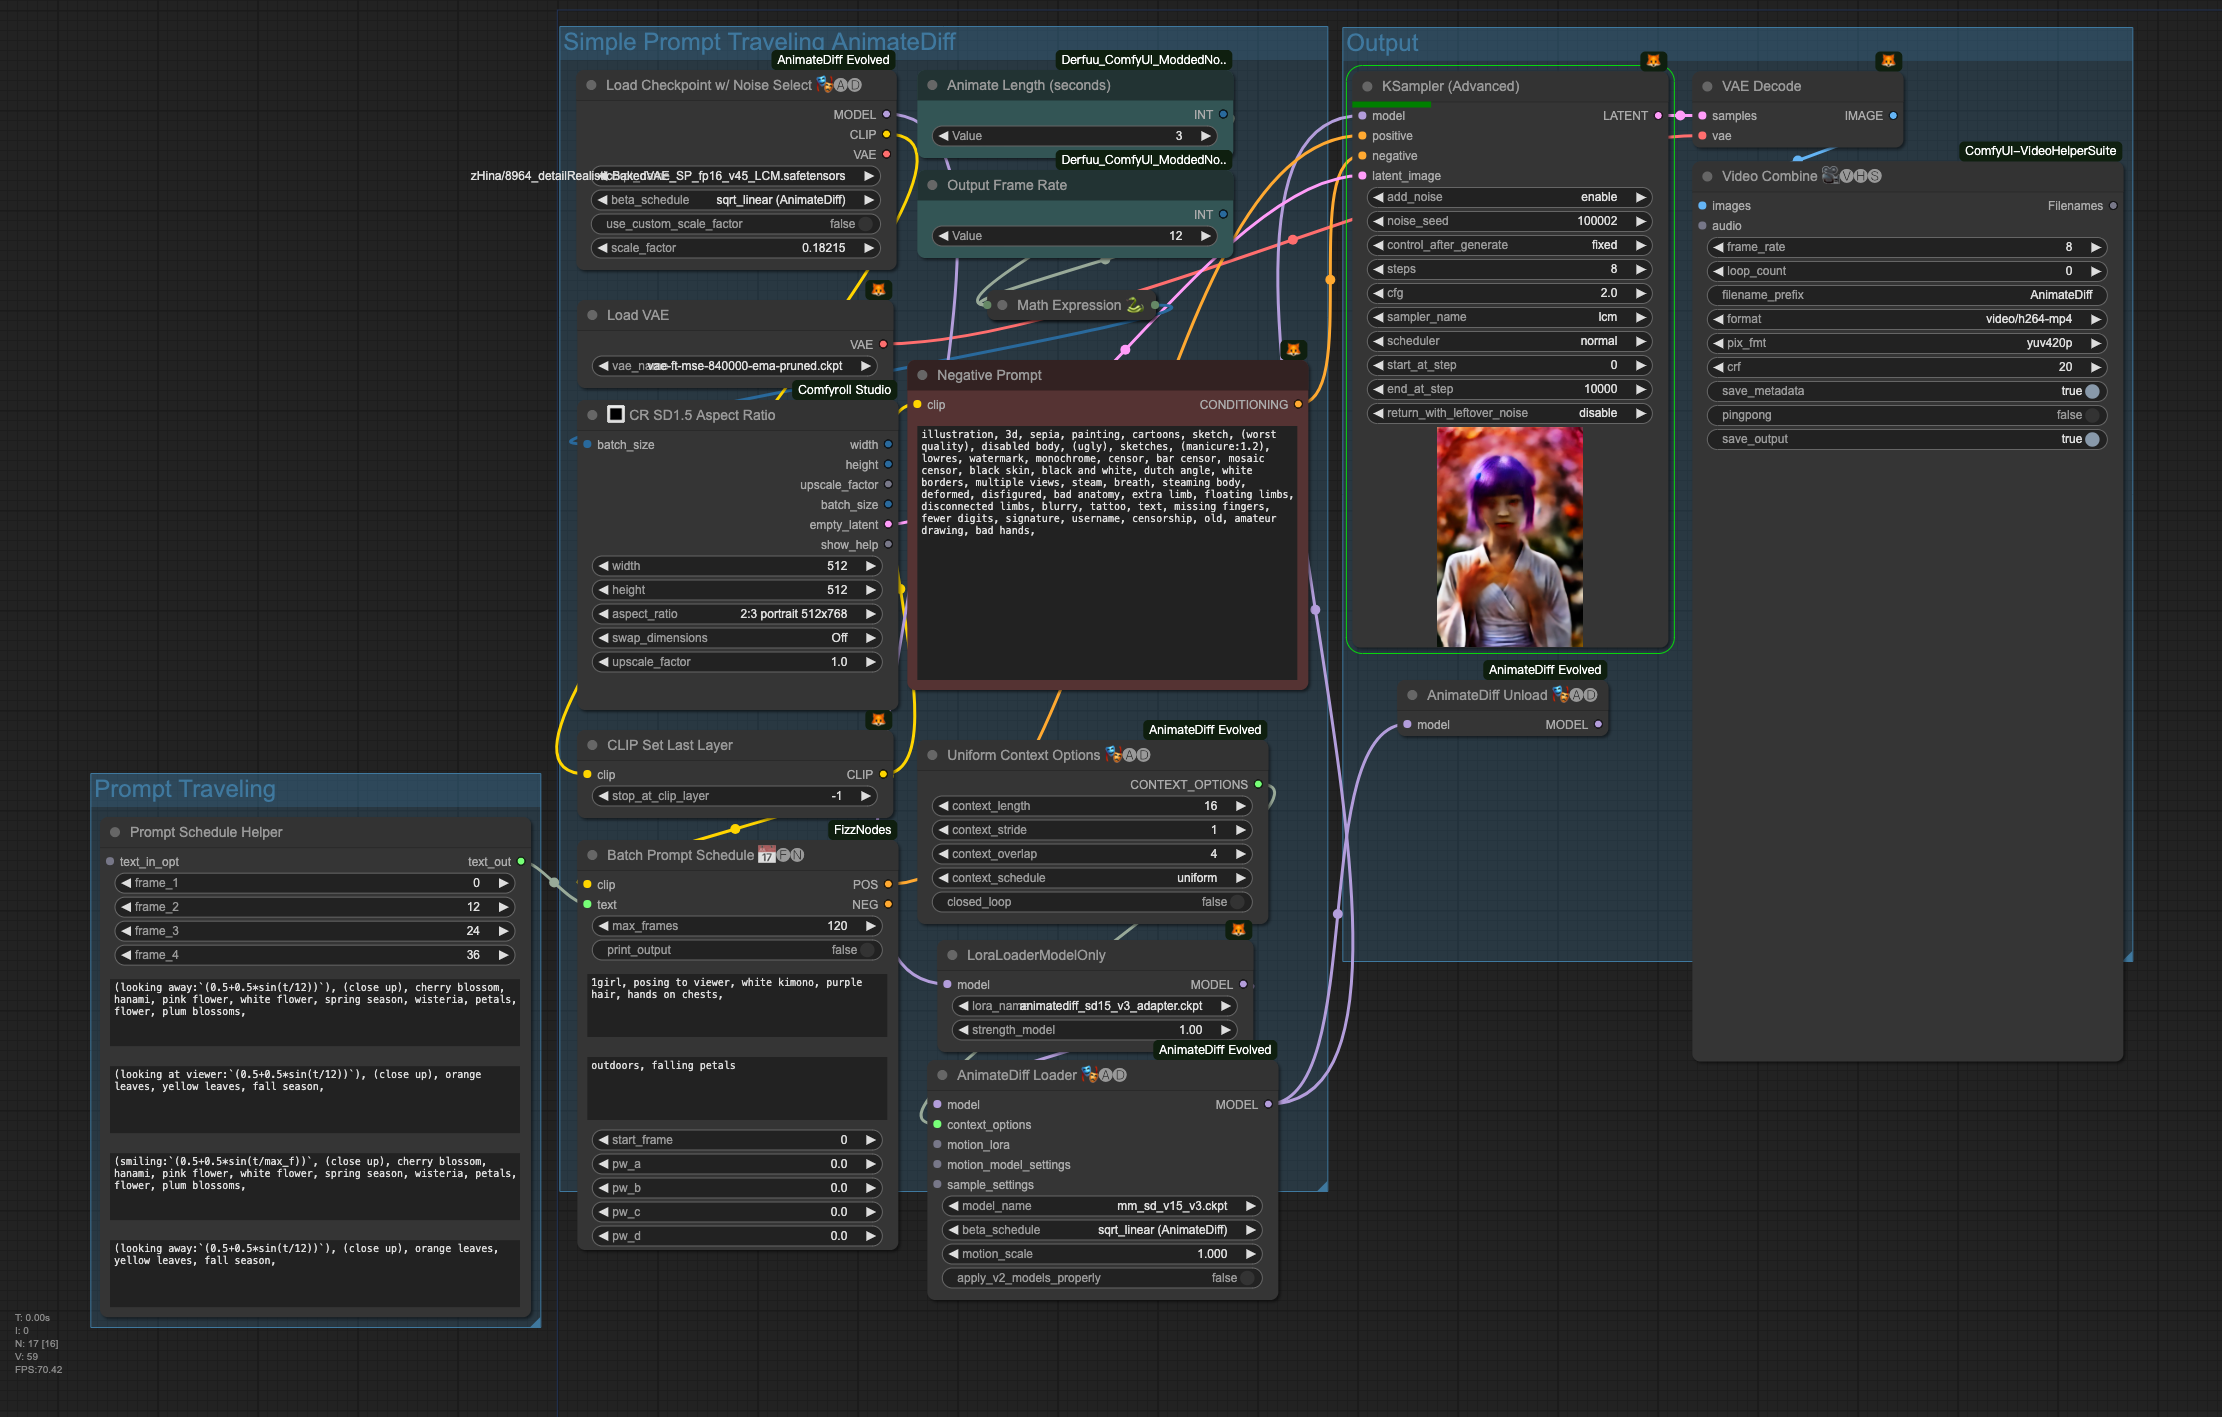 Simple Prompt Traveling AnimateDiff
AnimateDiff Evolved
Load Checkpoint w/ Noise Select
MODEL
CLIP
VAE
zHina/8964_detailRealistic BakedVAE_SP_fp16_v45_LCM.safetensors
beta_schedule sqrt_linear (AnimateDiff)
use_custom_scale_factor false
scale_factor 0.18215
Load VAE
VAE
vae_name vae-ft-mse-840000-ema-pruned.ckpt
Comfyroll Studio
CR SD1.5 Aspect Ratio
batch_size width
height
upscale_factor
batch_size
empty_latent
show_help
width 512
height 512
aspect_ratio 2:3 portrait 512x768
swap_dimensions Off
upscale_factor 1.0
CLIP Set Last Layer
clip CLIP
stop_at_clip_layer -1
FizzNodes
Batch Prompt Schedule 17 FN
clip POS
text NEG
max_frames 120
print_output false
1girl, posing to viewer, white kimono, purple
hair, hands on chests,
outdoors, falling petals
start_frame 0
pw_a 0.0
pw_b 0.0
pw_c 0.0
pw_d 0.0
Derfuu_ComfyUI_ModdedNo..
Animate Length (seconds)
INT
Value 3
Derfuu_ComfyUI_ModdedNo..
Output Frame Rate
INT
Value 12
Math Expression
Negative Prompt
clip CONDITIONING
illustration, 3d, sepia, painting, cartoons, sketch, (worst
quality), disabled body, (ugly), sketches, (manicure:1.2),
lowres, watermark, monochrome, censor, bar censor, mosaic
censor, black skin, black and white, dutch angle, white
borders, multiple views, steam, breath, steaming body,
deformed, disfigured, bad anatomy, extra limb, floating limbs,
disconnected limbs, blurry, tattoo, text, missing fingers,
fewer digits, signature, username, censorship, old, amateur
drawing, bad hands,
AnimateDiff Evolved
Uniform Context Options AD
CONTEXT_OPTIONS
context_length 16
context_stride 1
context_overlap 4
context_schedule uniform
closed_loop false
LoraLoaderModelOnly
model MODEL
lora_name animatediff_sd15_v3_adapter.ckpt
strength_model 1.00
AnimateDiff Evolved
AnimateDiff Loader AD
model MODEL
context_options
motion_lora
motion_model_settings
sample_settings
model_name mm_sd_v15_v3.ckpt
beta_schedule sqrt_linear (AnimateDiff)
motion_scale 1.000
apply_v2_models_properly false
Output
KSampler (Advanced)
model LATENT
positive
negative
latent_image
add_noise enable
noise_seed 100002
control_after_generate fixed
steps 8
cfg 2.0
sampler_name lcm
scheduler normal
start_at_step 0
end_at_step 10000
return_with_leftover_noise disable
AnimateDiff Evolved
AnimateDiff Unload AD
model MODEL
VAE Decode
samples IMAGE
vae
ComfyUI-VideoHelperSuite
Video Combine VHS
images Filenames
audio
frame_rate 8
loop_count 0
filename_prefix AnimateDiff
format video/h264-mp4
pix_fmt yuv420p
crf 20
save_metadata true
pingpong false
save_output true
Prompt Traveling
Prompt Schedule Helper
text_in_opt text_out
frame_1 0
frame_2 12
frame_3 24
frame_4 36
(looking away:`(0.5+0.5*sin(t/12))`), (close up), cherry blossom,
hanami, pink flower, white flower, spring season, wisteria, petals,
flower, plum blossoms,
(looking at viewer:`(0.5+0.5*sin(t/12))`), (close up), orange
leaves, yellow leaves, fall season,
(smiling:`(0.5+0.5*sin(t/max_f))`, (close up), cherry blossom,
hanami, pink flower, white flower, spring season, wisteria, petals,
flower, plum blossoms,
(looking away:`(0.5+0.5*sin(t/12))`), (close up), orange leaves,
yellow leaves, fall season,
T: 0.00s
I: 0
N: 17 [16]
V: 59
FPS:70.42